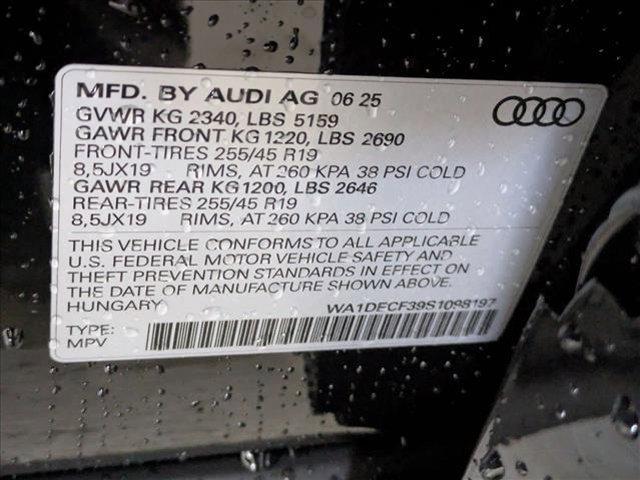 MFD. BY AUDI AG 06 25
GVWR KG 2340, LBS 5159
GAWR FRONT KG 1220, LBS 2690
FRONT-TIRES 255/45 R19
8,5JX19 RIMS, AT 260 KPA 38 PSI COLD
GAWR REAR KG 1200, LBS 2646
REAR-TIRES 255/45 R19
8,5JX19 RIMS, AT 260 KPA 38 PSI COLD
THIS VEHICLE CONFORMS TO ALL APPLICABLE
U.S. FEDERAL MOTOR VEHICLE SAFETY AND
THEFT PREVENTION STANDARDS IN EFFECT ON
THE DATE OF MANUFACTURE SHOWN ABOVE.
HUNGARY WA1DECF39S1098197
TYPE:
MPV